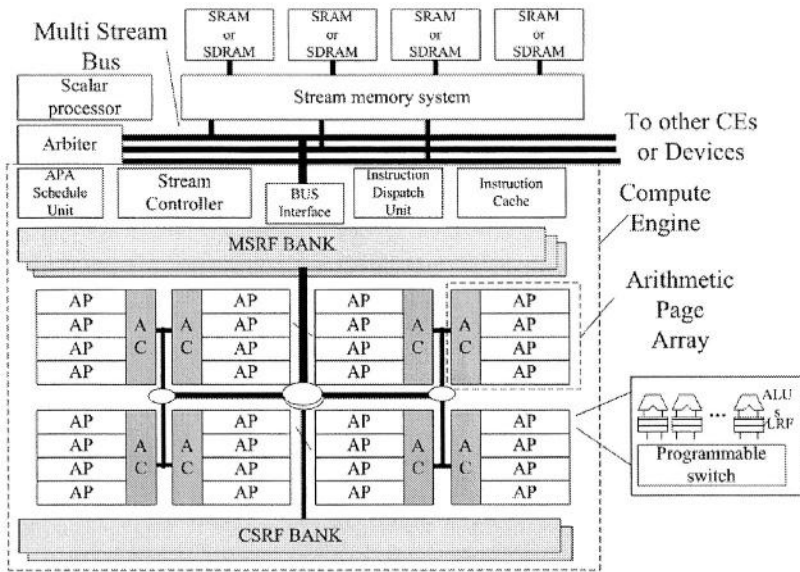 SRAM
or
SDRAM
SRAM
or
SDRAM
SRAM
or
SDRAM
SRAM
or
SDRAM
Multi Stream
Bus
Scalar
processor
Stream memory system
Arbiter
To other CEs
or Devices
APA
Schedule
Unit
Stream
Controller
BUS
Interface
Instruction
Dispatch
Unit
Instruction
Cache
Compute
Engine
MSRF BANK
AP
AP
AP
AP
A
C
A
C
AP
AP
AP
AP
AP
AP
AP
AP
A
C
A
C
AP
AP
AP
AP
Arithmetic
Page
Array
AP
AP
AP
AP
A
C
A
C
AP
AP
AP
AP
AP
AP
AP
AP
A
C
A
C
AP
AP
AP
AP
...
ALU
s
LRF
Programmable
switch
CSRF BANK